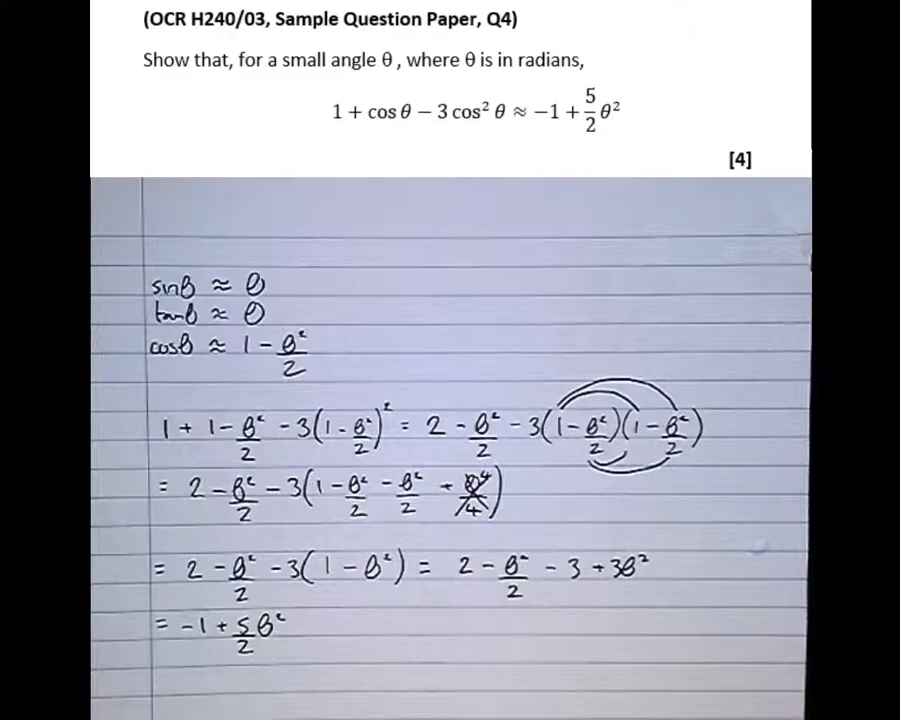 (OCR H240/03, Sample Question Paper, Q4)
Show that, for a small angle θ , where θ is in radians,
1 + cos θ − 3 cos² θ ≈ −1 + 5/2 θ²
[4]
sinθ ≈ θ
tanθ ≈ θ
cosθ ≈ 1 − θ²/2
1 + 1 − θ²/2 − 3(1 − θ²/2)² = 2 − θ²/2 − 3(1 − θ²/2)(1 − θ²/2)
= 2 − θ²/2 − 3(1 − θ²/2 − θ²/2 + θ⁴/4)
= 2 − θ²/2 − 3(1 − θ²) = 2 − θ²/2 − 3 + 3θ²
= −1 + 5/2 θ²